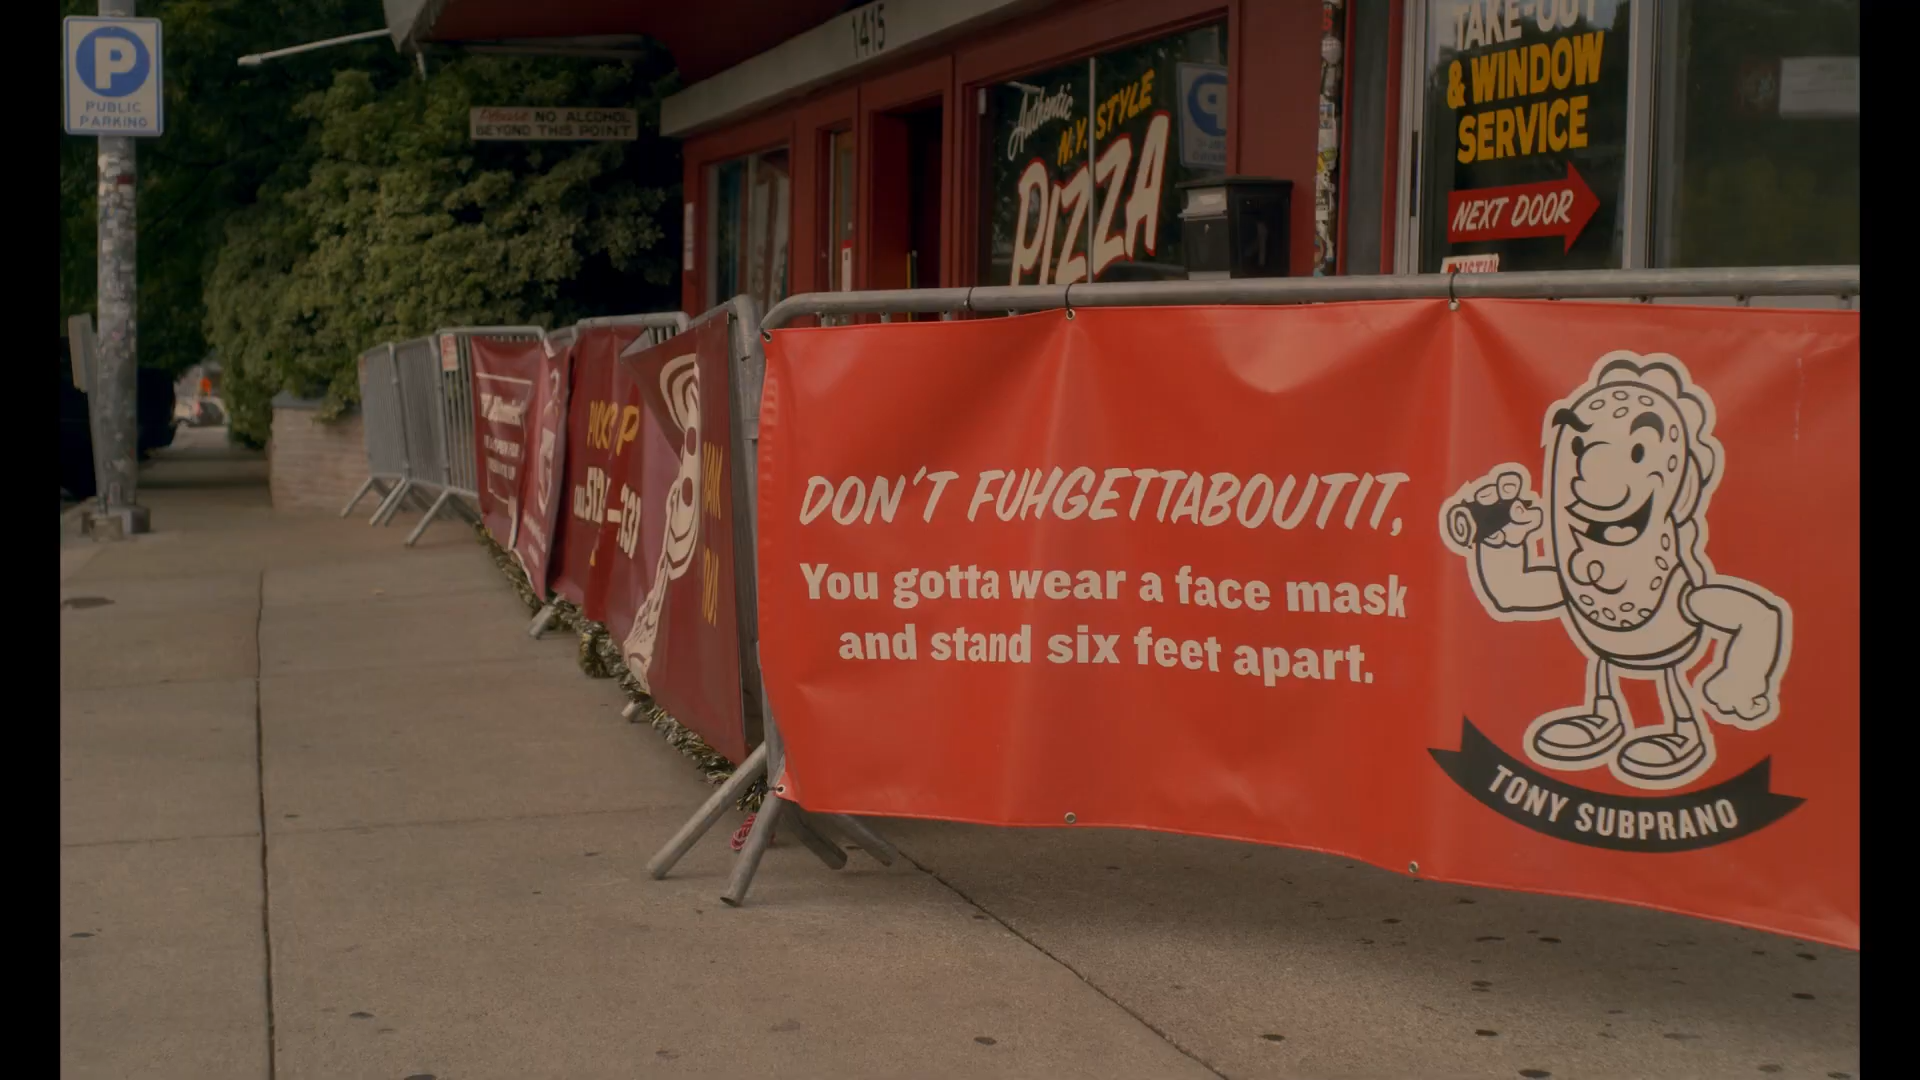 P
PUBLIC
PARKING
Please NO ALCOHOL
BEYOND THIS POINT
1415
Authentic
N.Y. STYLE
PIZZA
TAKE-OUT
& WINDOW
SERVICE
NEXT DOOR
DON'T FUHGETTABOUTIT,
You gotta wear a face mask
and stand six feet apart.
TONY SUBPRANO